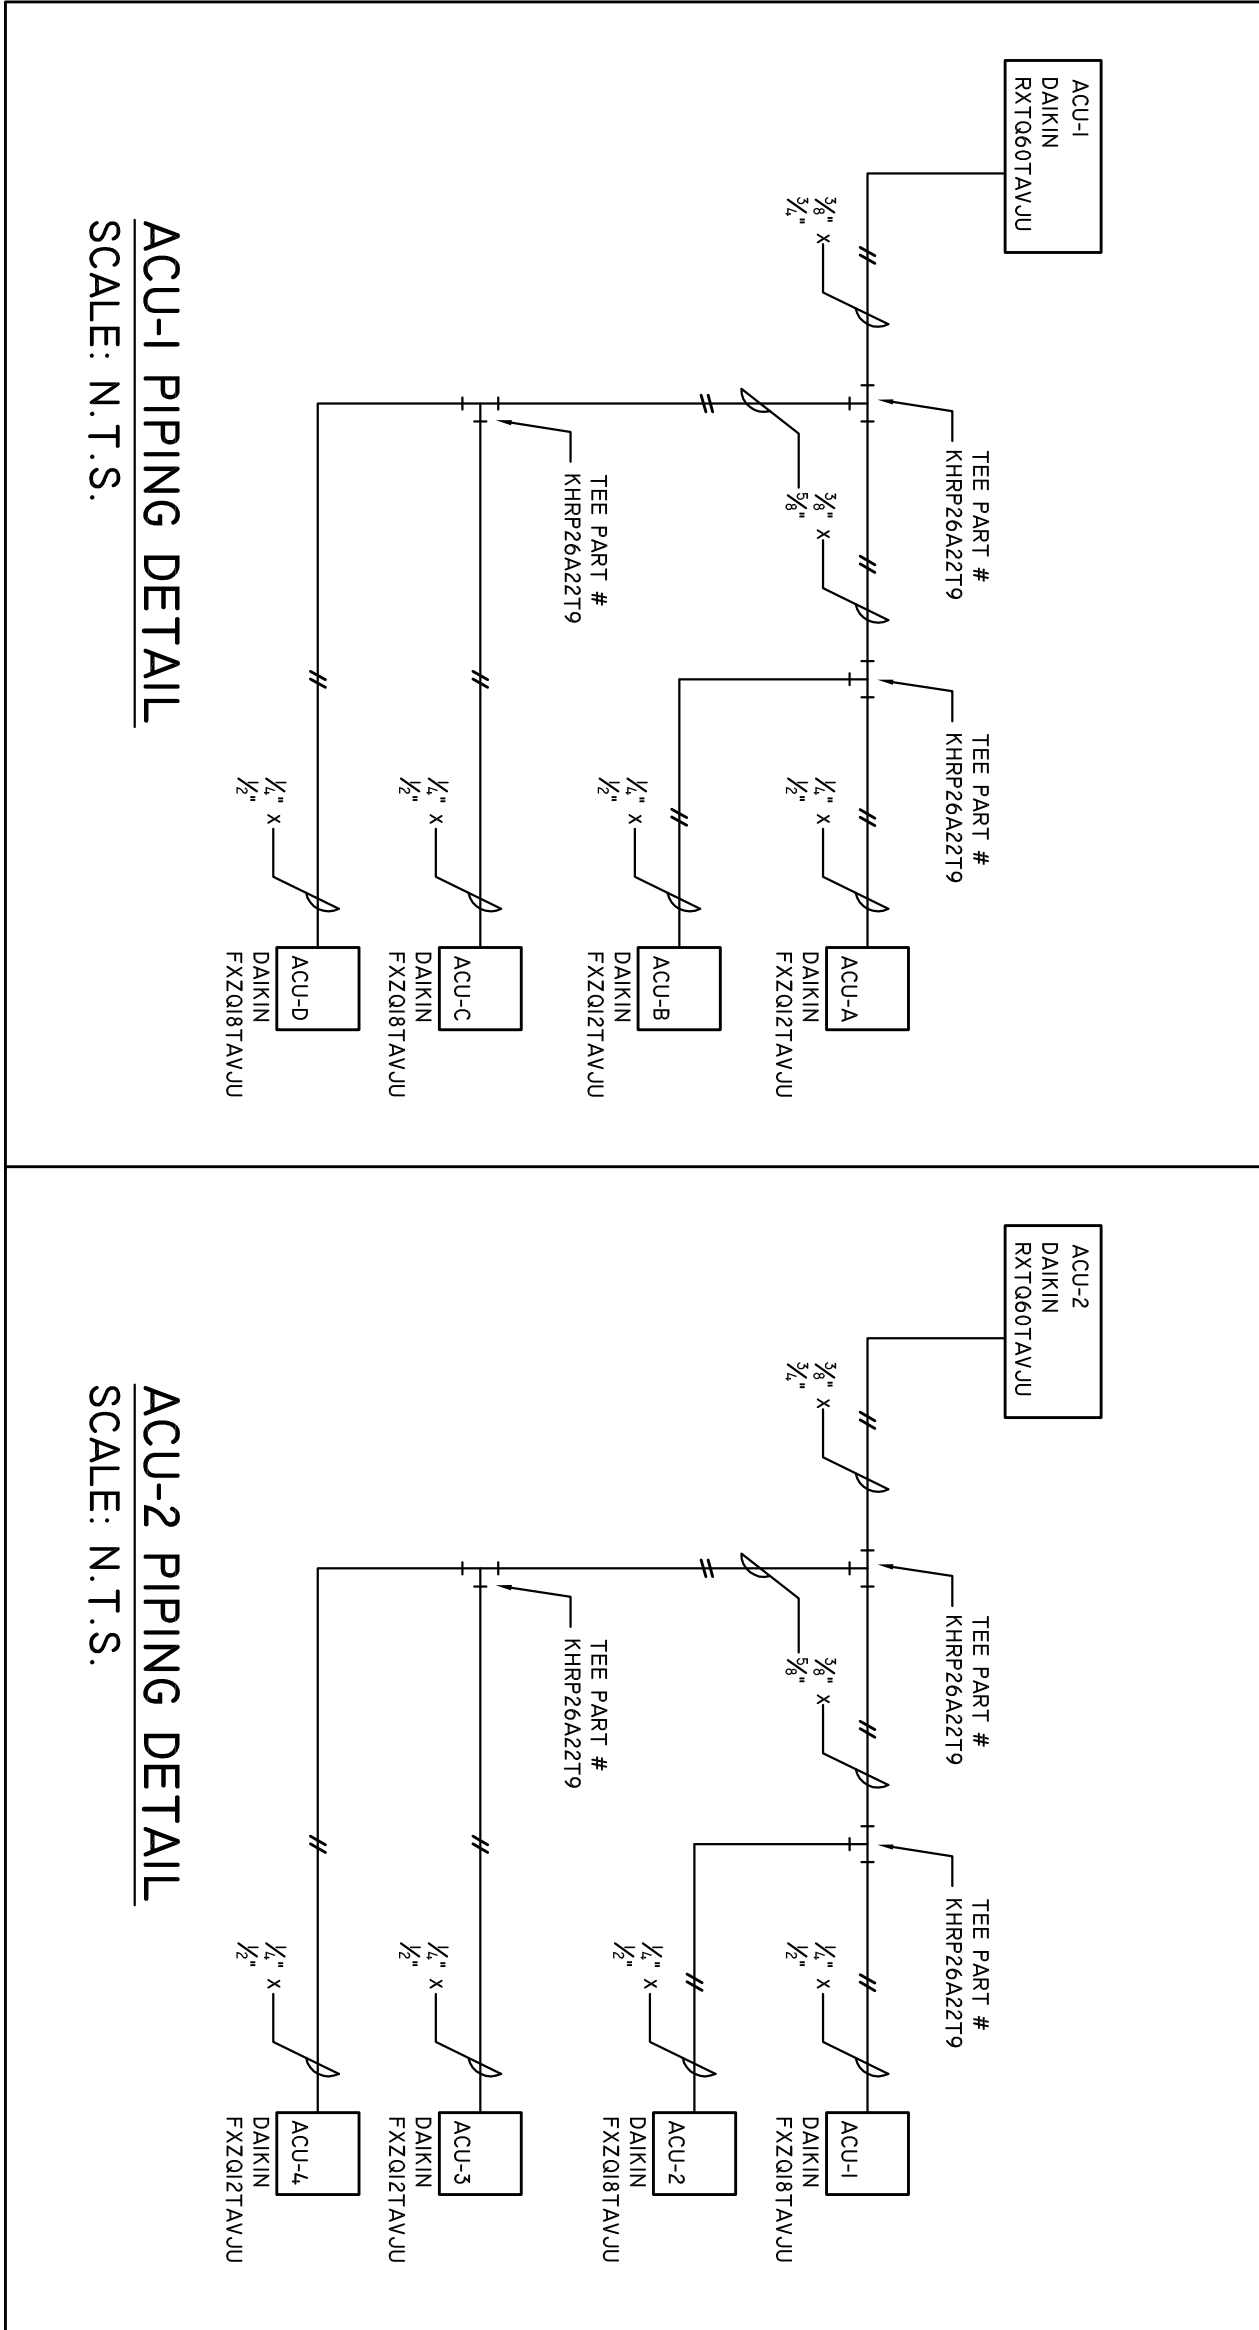 ACU-1
DAIKIN
RXTQ60TAVJU
3/8" x
3/4"
TEE PART #
KHRP26A22T9
3/8" x
5/8"
TEE PART #
KHRP26A22T9
TEE PART #
KHRP26A22T9
1/4" x
1/2"
ACU-A
DAIKIN
FXZQ12TAVJU
1/4" x
1/2"
ACU-B
DAIKIN
FXZQ12TAVJU
1/4" x
1/2"
ACU-C
DAIKIN
FXZQ18TAVJU
1/4" x
1/2"
ACU-D
DAIKIN
FXZQ18TAVJU
ACU-1 PIPING DETAIL
SCALE: N.T.S.
ACU-2
DAIKIN
RXTQ60TAVJU
3/8" x
3/4"
TEE PART #
KHRP26A22T9
3/8" x
5/8"
TEE PART #
KHRP26A22T9
TEE PART #
KHRP26A22T9
1/4" x
1/2"
ACU-1
DAIKIN
FXZQ18TAVJU
1/4" x
1/2"
ACU-2
DAIKIN
FXZQ18TAVJU
1/4" x
1/2"
ACU-3
DAIKIN
FXZQ12TAVJU
1/4" x
1/2"
ACU-4
DAIKIN
FXZQ12TAVJU
ACU-2 PIPING DETAIL
SCALE: N.T.S.